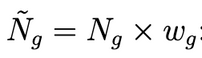 Ñ_g = N_g × w_g: